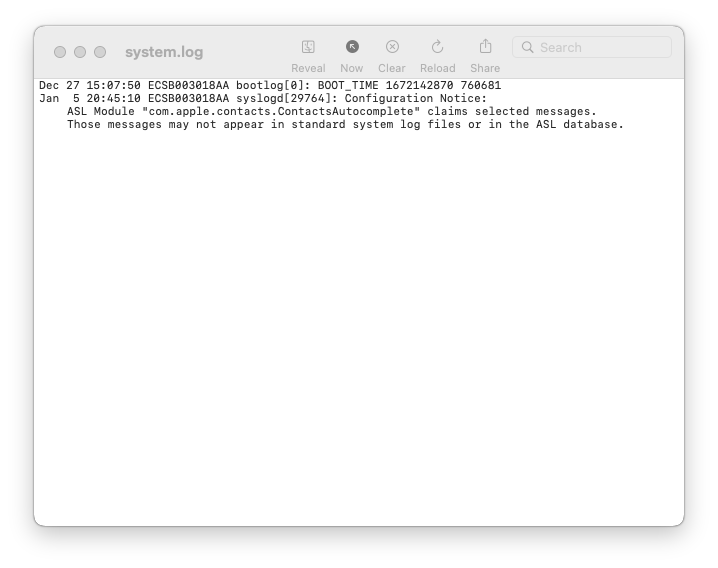 system.log
Reveal Now Clear Reload Share
Search
Dec 27 15:07:50 ECSB003018AA bootlog[0]: BOOT_TIME 1672142870 760681
Jan  5 20:45:10 ECSB003018AA syslogd[29764]: Configuration Notice:
    ASL Module "com.apple.contacts.ContactsAutocomplete" claims selected messages.
    Those messages may not appear in standard system log files or in the ASL database.